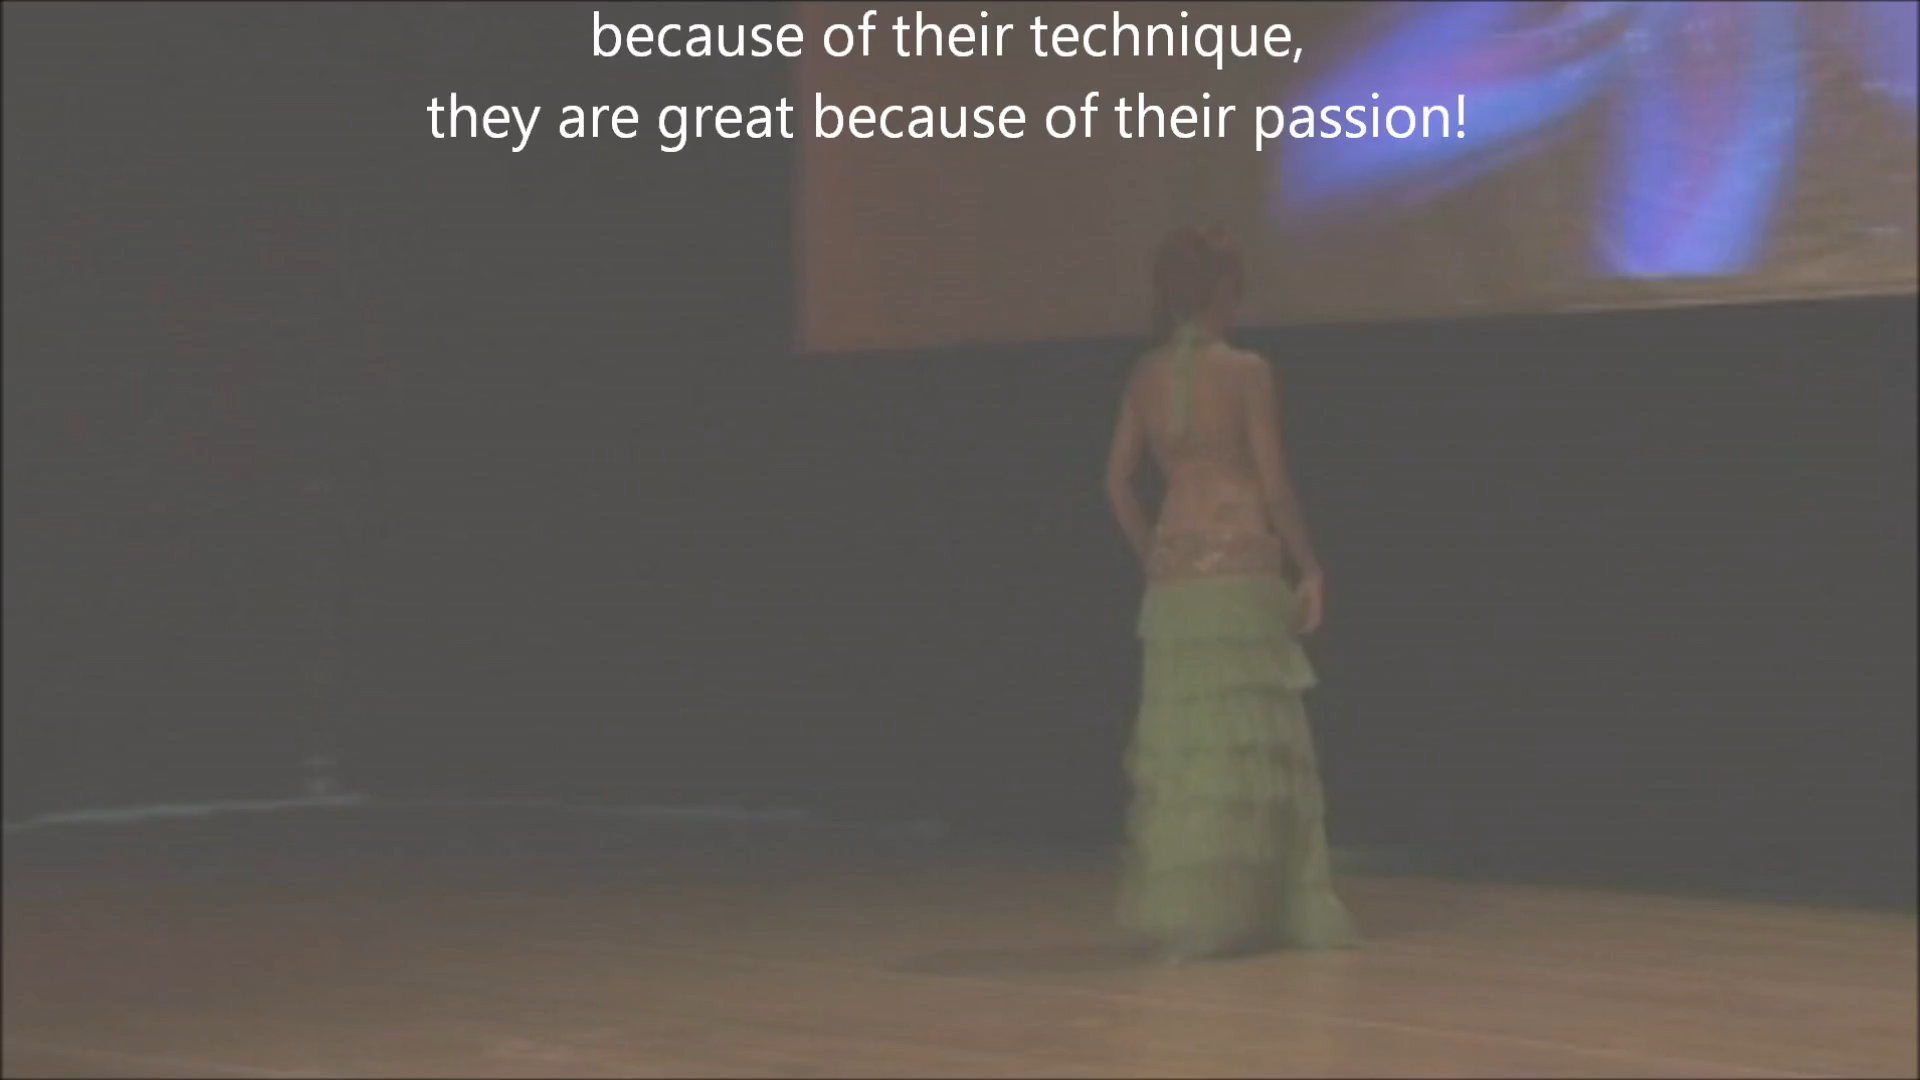 because of their technique,
they are great because of their passion!